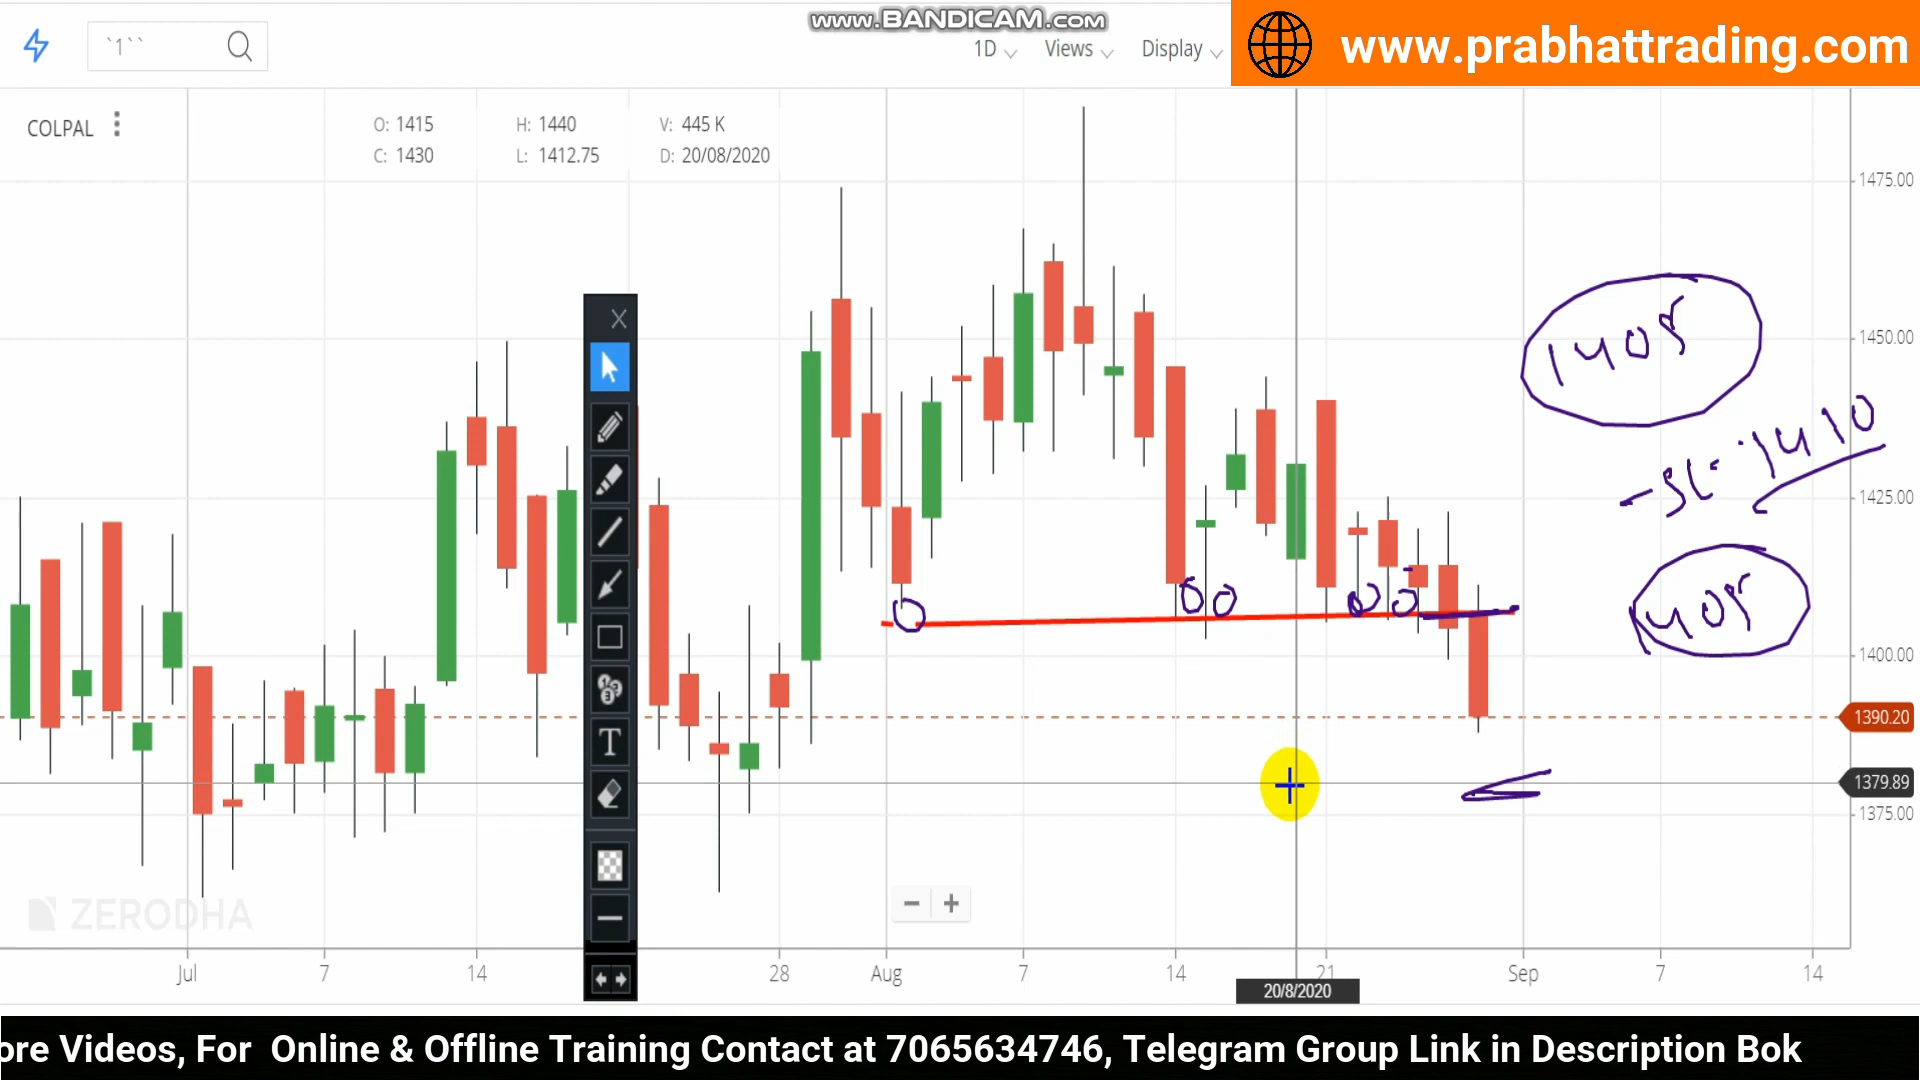 www.BANDICAM.com
`1``
1D
Views
Display
www.prabhattrading.com
COLPAL
O: 1415
H: 1440
V: 445 K
C: 1430
L: 1412.75
D: 20/08/2020
1475.00
1450.00
1425.00
1400.00
1390.20
1379.89
1375.00
-SL- 1410
T
ZERODHA
Jul
7
14
28
Aug
7
14
21
Sep
7
14
20/8/2020
ore Videos, For Online & Offline Training Contact at 7065634746, Telegram Group Link in Description Bok